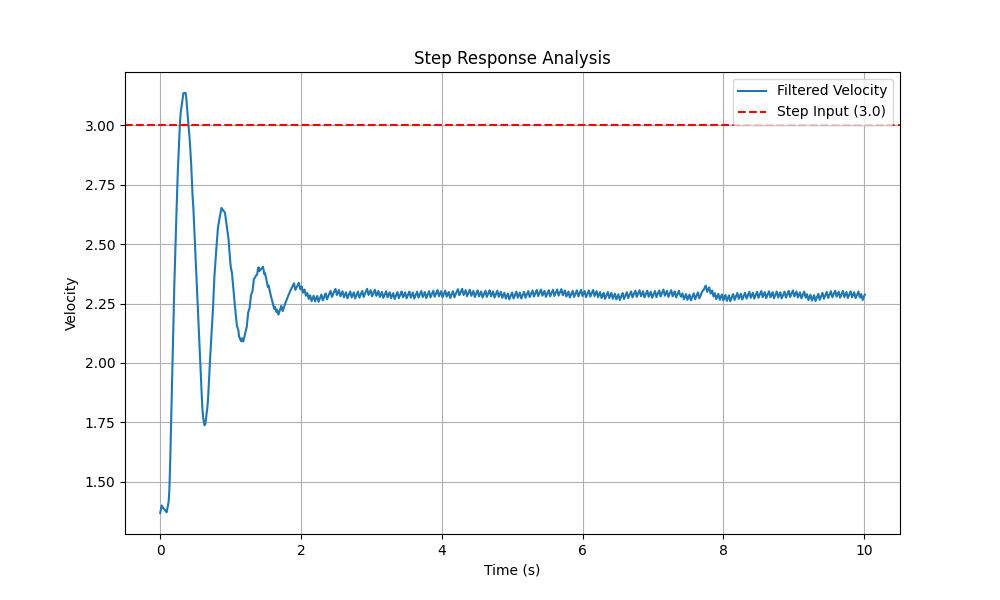 Step Response Analysis
Filtered Velocity
Step Input (3.0)
Velocity
3.00
2.75
2.50
2.25
2.00
1.75
1.50
0 2 4 6 8 10
Time (s)